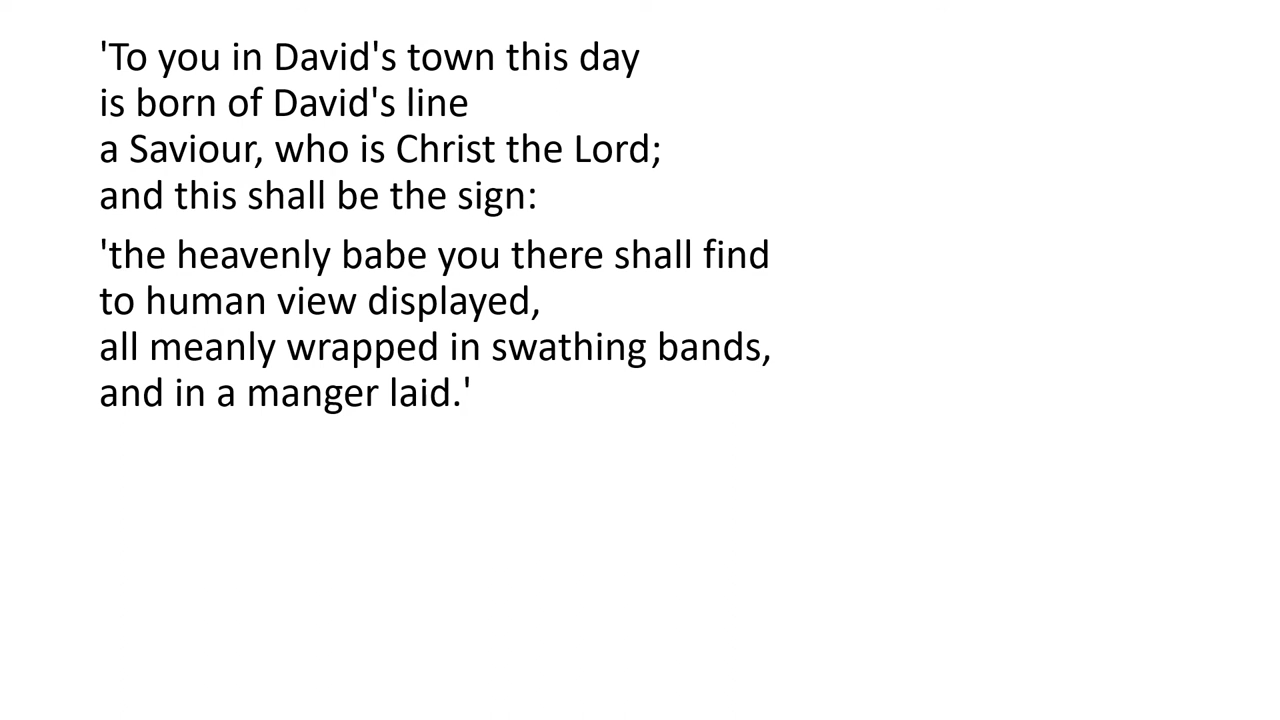 'To you in David's town this day
is born of David's line
a Saviour, who is Christ the Lord;
and this shall be the sign:
'the heavenly babe you there shall find
to human view displayed,
all meanly wrapped in swathing bands,
and in a manger laid.'